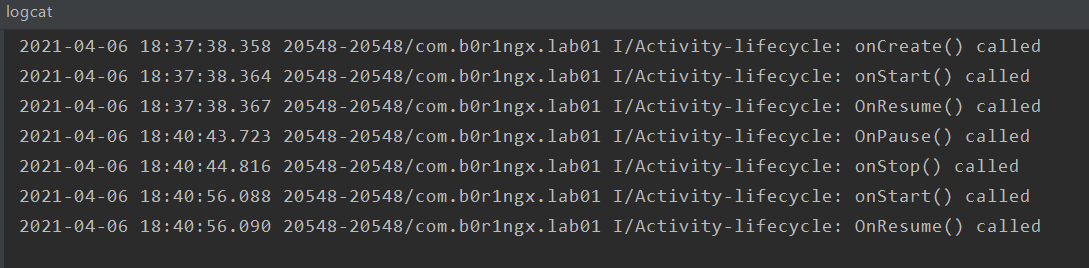 logcat
2021-04-06 18:37:38.358 20548-20548/com.b0r1ngx.lab01 I/Activity-lifecycle: onCreate() called
2021-04-06 18:37:38.364 20548-20548/com.b0r1ngx.lab01 I/Activity-lifecycle: onStart() called
2021-04-06 18:37:38.367 20548-20548/com.b0r1ngx.lab01 I/Activity-lifecycle: OnResume() called
2021-04-06 18:40:43.723 20548-20548/com.b0r1ngx.lab01 I/Activity-lifecycle: OnPause() called
2021-04-06 18:40:44.816 20548-20548/com.b0r1ngx.lab01 I/Activity-lifecycle: onStop() called
2021-04-06 18:40:56.088 20548-20548/com.b0r1ngx.lab01 I/Activity-lifecycle: onStart() called
2021-04-06 18:40:56.090 20548-20548/com.b0r1ngx.lab01 I/Activity-lifecycle: OnResume() called